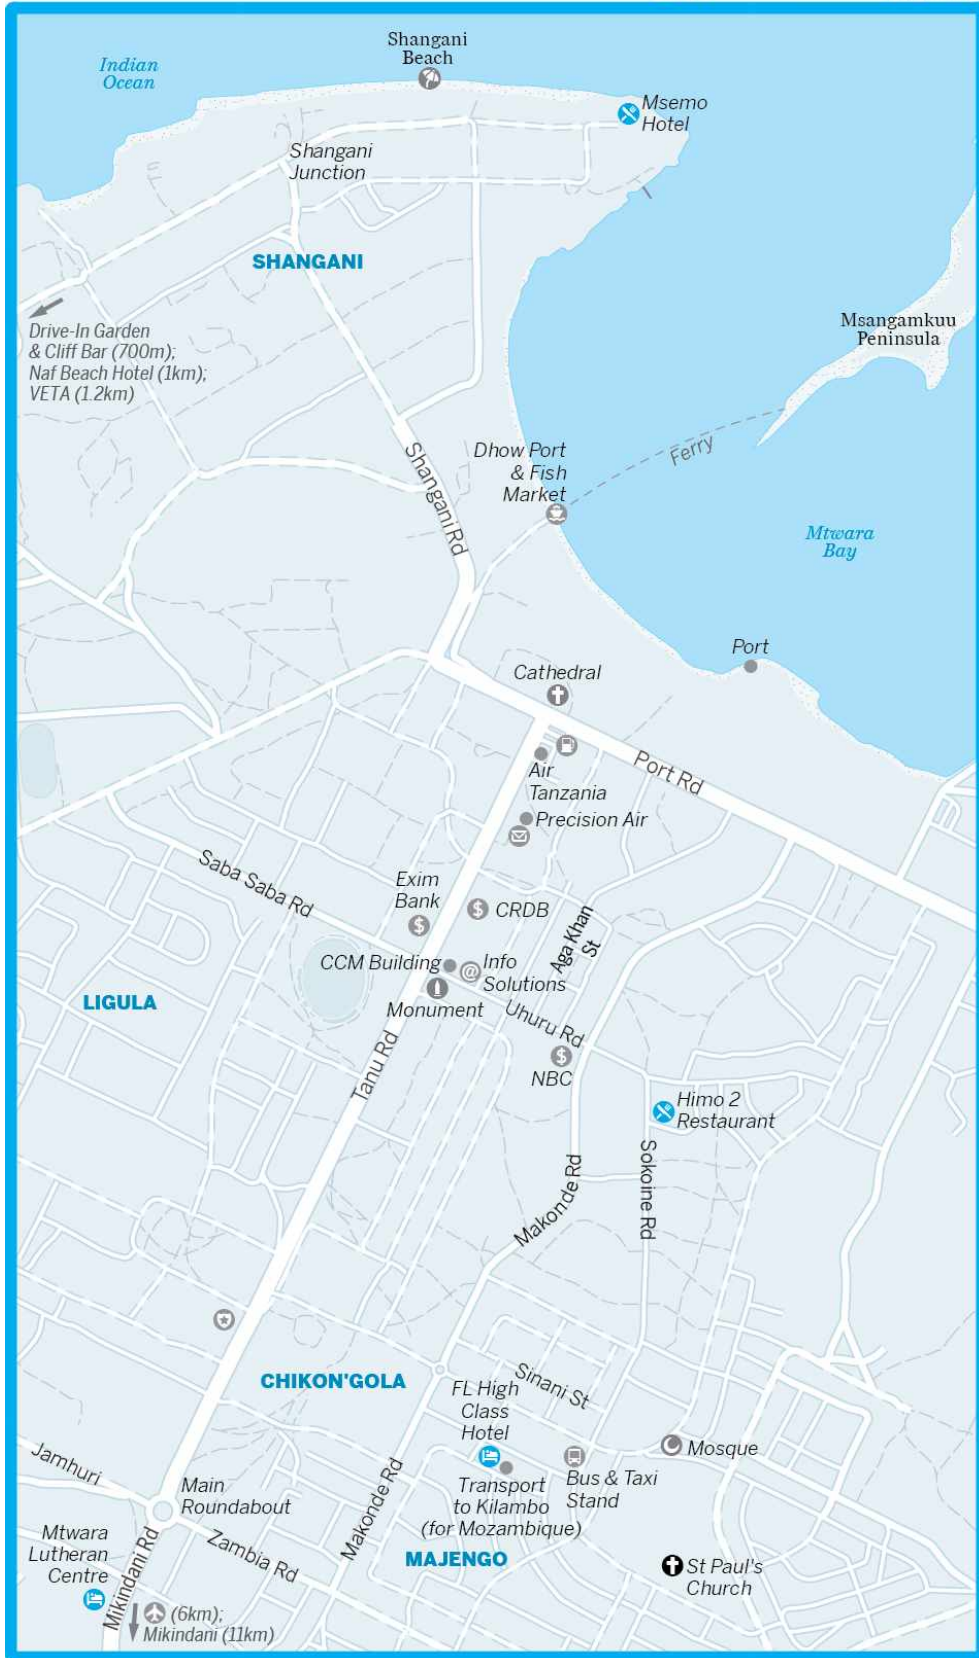 Shangani
Beach
Indian
Ocean
Msemo
Hotel
Shangani
Junction
SHANGANI
Drive-In Garden
& Cliff Bar (700m);
Naf Beach Hotel (1km);
VETA (1.2km)
Msangamkuu
Peninsula
Dhow Port
& Fish
Market
Ferry
Shangani Rd
Mtwara
Bay
Port
Cathedral
Port Rd
Air
Tanzania
Precision Air
Saba Saba Rd
Exim
Bank
$
$ CRDB
Aga Khan
St
CCM Building
@ Info
Solutions
Monument
LIGULA
Uhuru Rd
$
NBC
Tanu Rd
Himo 2
Restaurant
Makonde Rd
Sokoine Rd
CHIKON'GOLA
Sinani St
FL High
Class
Hotel
Mosque
Jamhuri
Main
Roundabout
Transport
to Kilambo
(for Mozambique)
Bus & Taxi
Stand
Makonde Rd
Mtwara
Lutheran
Centre
Zambia Rd
MAJENGO
St Paul's
Church
Mikindani Rd
(6km);
Mikindani (11km)